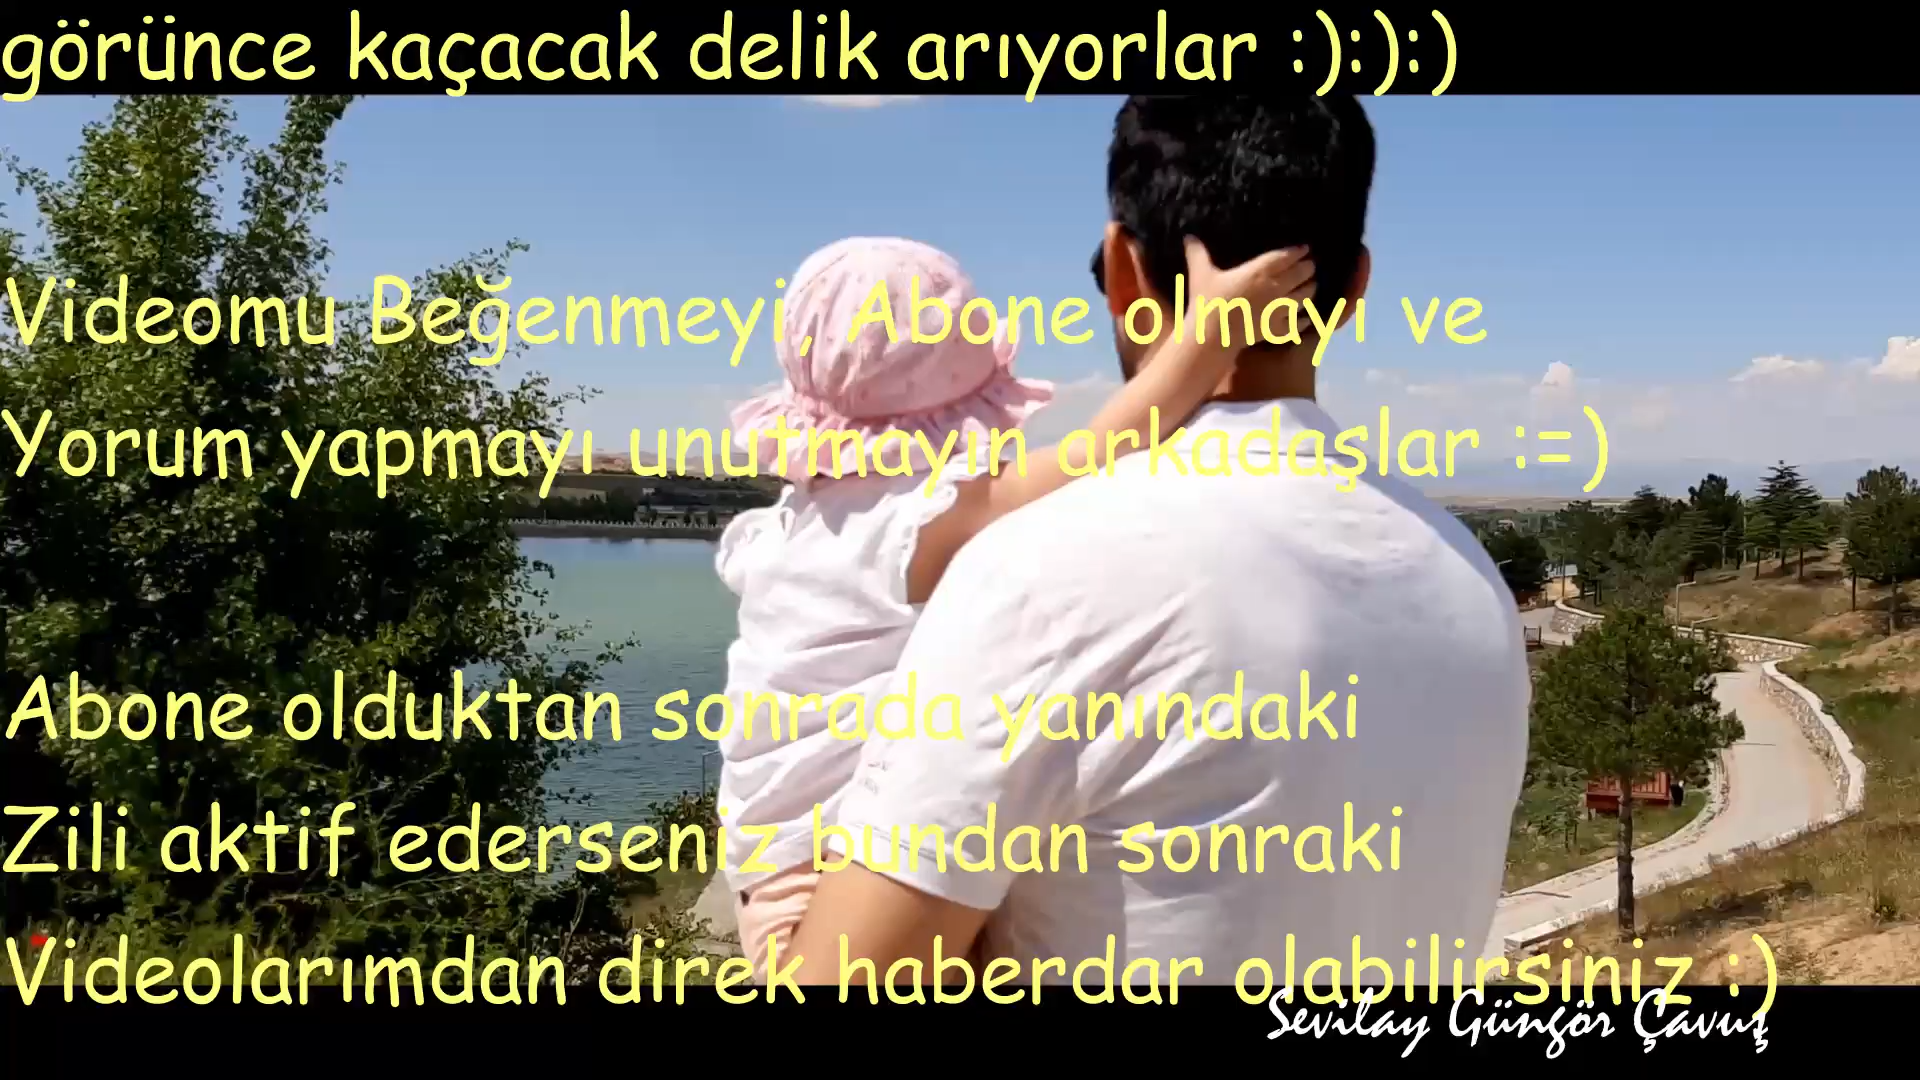 görünce kaçacak delik arıyorlar :):):)
Videomu Beğenmeyi, Abone olmayı ve
Yorum yapmayı unutmayın arkadaşlar :=)
Abone olduktan sonrada yanındaki
Zili aktif ederseniz bundan sonraki
Videolarımdan direk haberdar olabilirsiniz :)
Sevilay Güngör Çavuş